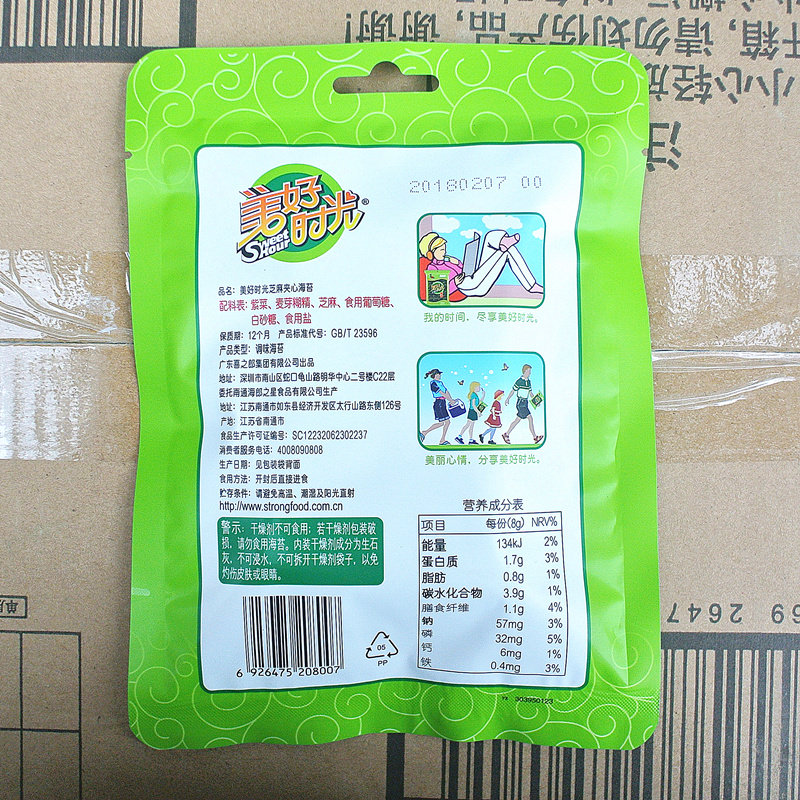 开箱,请勿划伤产品,谢谢!
小心轻放
注
美好时光®
Sweet Hour
20180207 00
品名: 美好时光芝麻夹心海苔
配料表: 紫菜、麦芽糊精、芝麻、食用葡萄糖、
白砂糖、食用盐
保质期: 12个月 产品标准代号: GB/T 23596
产品类型: 调味海苔
广东喜之郎集团有限公司出品
地址: 深圳市南山区蛇口龟山路明华中心二号楼C22层
委托南通海郎之星食品有限公司生产
地址: 江苏南通市如东县经济开发区太行山路东侧126号
产地: 江苏省南通市
食品生产许可证编号: SC12232062302237
消费者服务电话: 4008090808
生产日期: 见包装袋背面
食用方法: 开封后直接进食
贮存条件: 请避免高温、潮湿及阳光直射
http://www.strongfood.com.cn
警示: 干燥剂不可食用; 若干燥剂包装破
损, 请勿食用海苔。内装干燥剂成分为生石
灰, 不可浸水, 不可拆开干燥剂袋子, 以免
灼伤皮肤或眼睛。
6 926475 208007
05
PP
我的时间, 尽享美好时光。
美丽心情, 分享美好时光。
营养成分表
项目 每份(8g) NRV%
能量 134kJ 2%
蛋白质 1.7g 3%
脂肪 0.8g 1%
碳水化合物 3.9g 1%
膳食纤维 1.1g 4%
钠 57mg 3%
磷 32mg 5%
钙 6mg 1%
铁 0.4mg 3%
303950123
69 2647